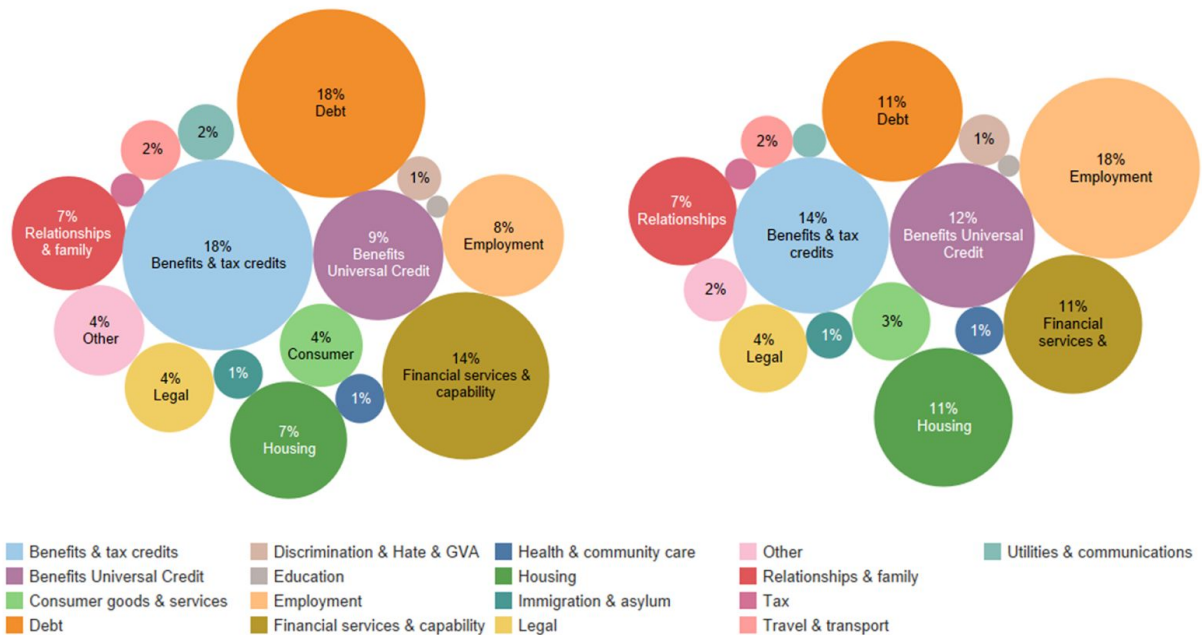 18%
Debt
2%
2%
1%
7%
Relationships
& family
18%
Benefits & tax credits
9%
Benefits
Universal Credit
8%
Employment
4%
Other
4%
Consumer
14%
Financial services &
capability
4%
Legal
1%
1%
7%
Housing
11%
Debt
2%
1%
18%
Employment
7%
Relationships
14%
Benefits & tax
credits
12%
Benefits Universal
Credit
2%
11%
Financial
services &
4%
Legal
1%
3%
1%
11%
Housing
Benefits & tax credits
Benefits Universal Credit
Consumer goods & services
Debt
Discrimination & Hate & GVA
Education
Employment
Financial services & capability
Health & community care
Housing
Immigration & asylum
Legal
Other
Relationships & family
Tax
Travel & transport
Utilities & communications